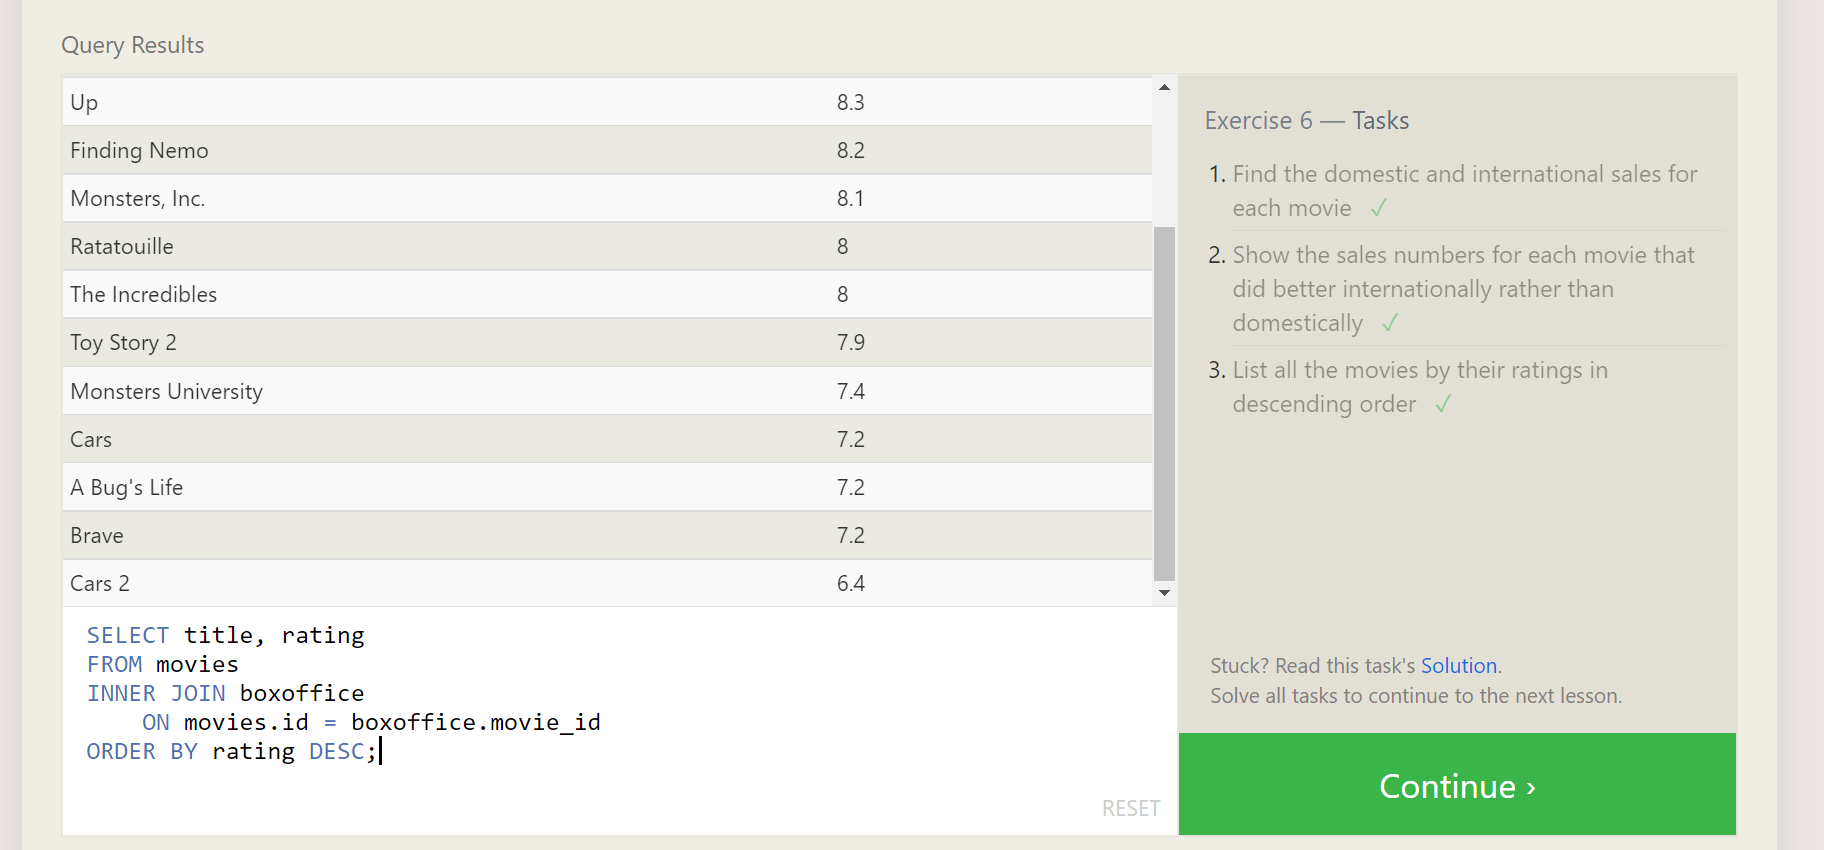 Query Results
Up 8.3
Finding Nemo 8.2
Monsters, Inc. 8.1
Ratatouille 8
The Incredibles 8
Toy Story 2 7.9
Monsters University 7.4
Cars 7.2
A Bug's Life 7.2
Brave 7.2
Cars 2 6.4
SELECT title, rating
FROM movies
INNER JOIN boxoffice
    ON movies.id = boxoffice.movie_id
ORDER BY rating DESC;
RESET
Exercise 6 — Tasks
1. Find the domestic and international sales for
each movie ✓
2. Show the sales numbers for each movie that
did better internationally rather than
domestically ✓
3. List all the movies by their ratings in
descending order ✓
Stuck? Read this task's Solution.
Solve all tasks to continue to the next lesson.
Continue ›